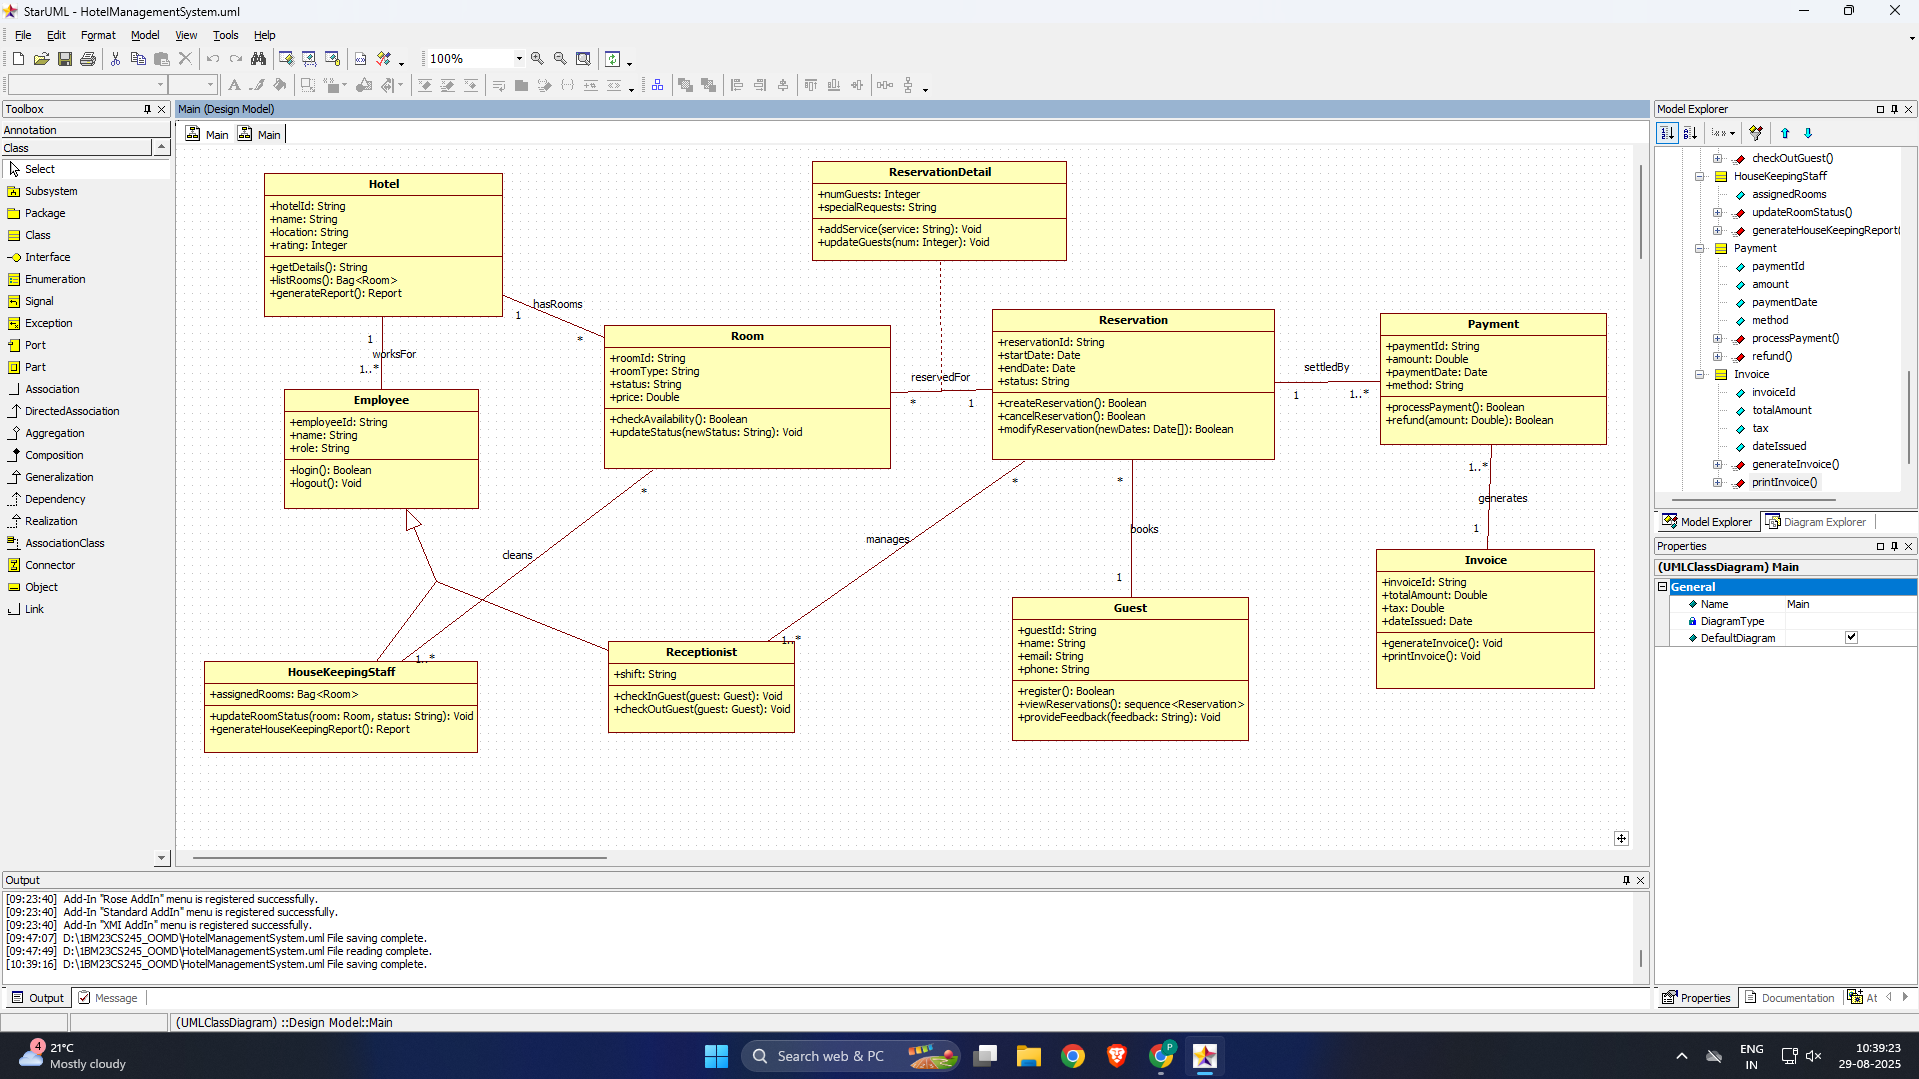 StarUML - HotelManagementSystem.uml
File Edit Format Model View Tools Help
100%
Toolbox
Annotation
Class
Select
Subsystem
Package
Class
Interface
Enumeration
Signal
Exception
Port
Part
Association
DirectedAssociation
Aggregation
Composition
Generalization
Dependency
Realization
AssociationClass
Connector
Object
Link
Main (Design Model)
Main Main
Hotel
+hotelId: String
+name: String
+location: String
+rating: Integer
+getDetails(): String
+listRooms(): Bag<Room>
+generateReport(): Report
ReservationDetail
+numGuests: Integer
+specialRequests: String
+addService(service: String): Void
+updateGuests(num: Integer): Void
hasRooms
1
*
1
worksFor
1..*
Room
+roomId: String
+roomType: String
+status: String
+price: Double
+checkAvailability(): Boolean
+updateStatus(newStatus: String): Void
reservedFor
*
1
Reservation
+reservationId: String
+startDate: Date
+endDate: Date
+status: String
+createReservation(): Boolean
+cancelReservation(): Boolean
+modifyReservation(newDates: Date[]): Boolean
settledBy
1
1..*
Payment
+paymentId: String
+amount: Double
+paymentDate: Date
+method: String
+processPayment(): Boolean
+refund(amount: Double): Boolean
Employee
+employeeId: String
+name: String
+role: String
+login(): Boolean
+logout(): Void
*
cleans
1..*
*
manages
1..*
*
books
1
1..*
generates
1
HouseKeepingStaff
+assignedRooms: Bag<Room>
+updateRoomStatus(room: Room, status: String): Void
+generateHouseKeepingReport(): Report
Receptionist
+shift: String
+checkInGuest(guest: Guest): Void
+checkOutGuest(guest: Guest): Void
Guest
+guestId: String
+name: String
+email: String
+phone: String
+register(): Boolean
+viewReservations(): sequence<Reservation>
+provideFeedback(feedback: String): Void
Invoice
+invoiceId: String
+totalAmount: Double
+tax: Double
+dateIssued: Date
+generateInvoice(): Void
+printInvoice(): Void
Model Explorer
checkOutGuest()
HouseKeepingStaff
assignedRooms
updateRoomStatus()
generateHouseKeepingReport(
Payment
paymentId
amount
paymentDate
method
processPayment()
refund()
Invoice
invoiceId
totalAmount
tax
dateIssued
generateInvoice()
printInvoice()
Model Explorer Diagram Explorer
Properties
(UMLClassDiagram) Main
General
Name Main
DiagramType
DefaultDiagram
Properties Documentation At
Output
[09:23:40] Add-In "Rose AddIn" menu is registered successfully.
[09:23:40] Add-In "Standard AddIn" menu is registered successfully.
[09:23:40] Add-In "XMI AddIn" menu is registered successfully.
[09:47:07] D:\1BM23CS245_OOMD\HotelManagementSystem.uml File saving complete.
[09:47:49] D:\1BM23CS245_OOMD\HotelManagementSystem.uml File reading complete.
[10:39:16] D:\1BM23CS245_OOMD\HotelManagementSystem.uml File saving complete.
Output Message
(UMLClassDiagram) ::Design Model::Main
4
21°C
Mostly cloudy
Search web & PC
P
ENG
IN
10:39:23
29-08-2025